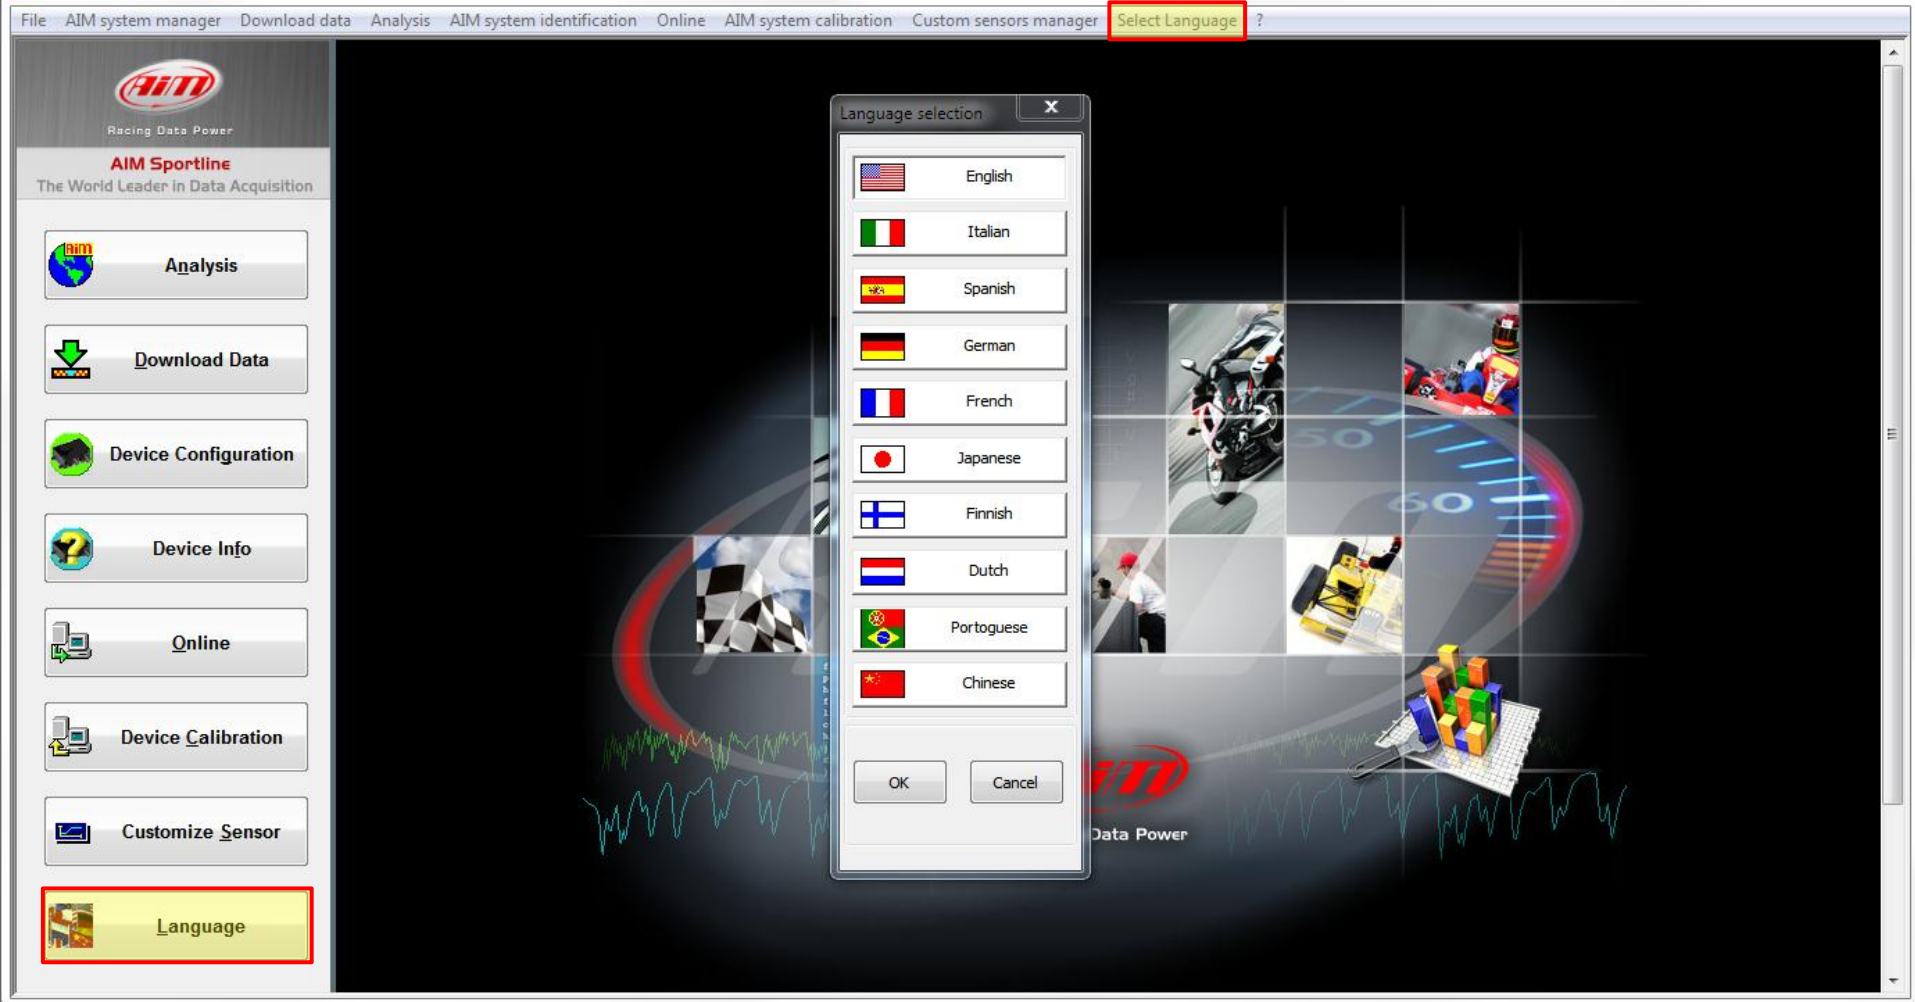 File AIM system manager Download data Analysis AIM system identification Online AIM system calibration Custom sensors manager Select Language ?
AiM
Racing Data Power
AIM Sportline
The World Leader in Data Acquisition
AiM
Analysis
Download Data
Device Configuration
Device Info
Online
Device Calibration
Customize Sensor
Language
Language selection
X
English
Italian
Spanish
German
French
Japanese
Finnish
Dutch
Portoguese
Chinese
OK Cancel
50
60
Data Power